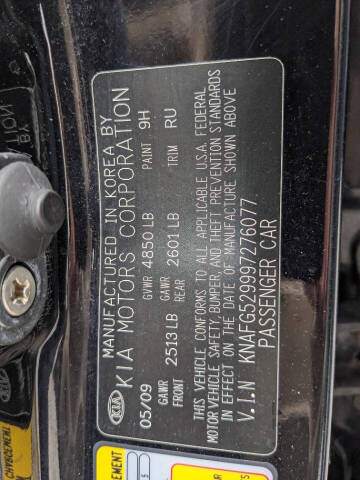 MANUFACTURED IN KOREA BY
KIA MOTORS CORPORATION
KIA
05/09 GVWR 4850 LB PAINT 9H
GAWR FRONT 2513 LB GAWR REAR 2601 LB TRIM RU
THIS VEHICLE CONFORMS TO ALL APPLICABLE U.S.A. FEDERAL
MOTOR VEHICLE SAFETY, BUMPER, AND THEFT PREVENTION STANDARDS
IN EFFECT ON THE DATE OF MANUFACTURE SHOWN ABOVE
V.I.N KNAFG529997276077
PASSENGER CAR